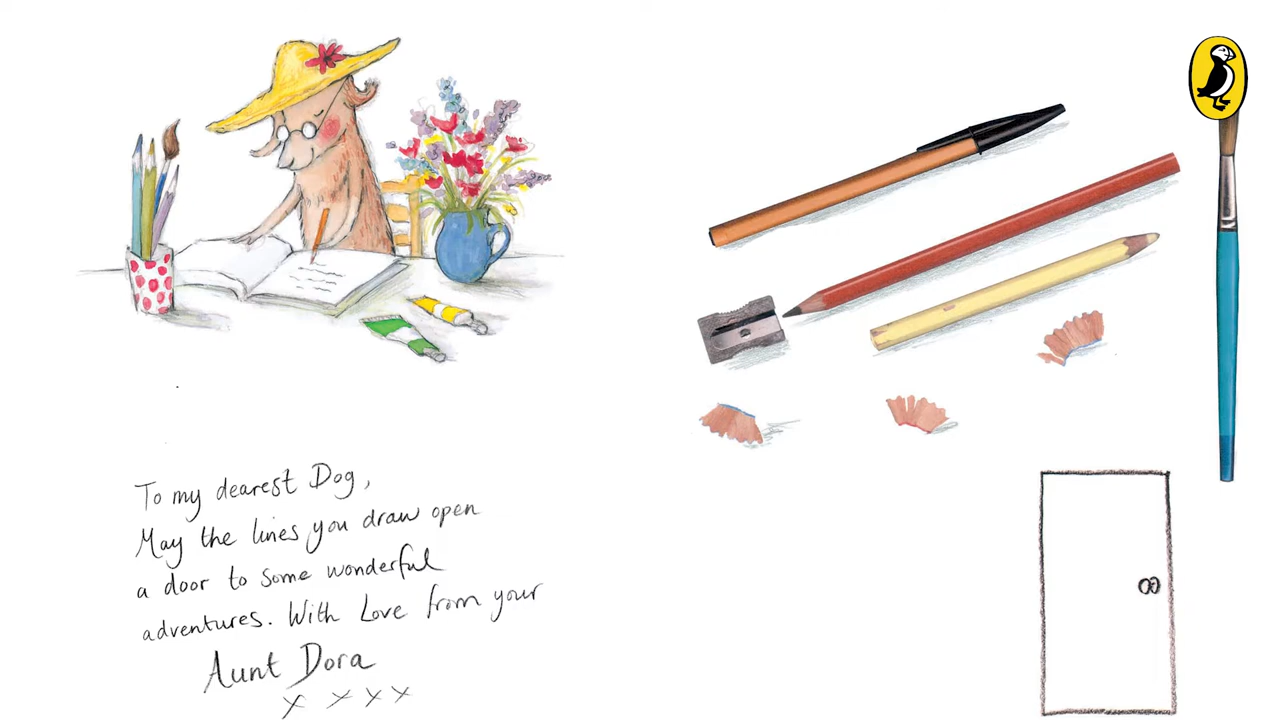 To my dearest Dog,
May the lines you draw open
a door to some wonderful
adventures. With Love from your
Aunt Dora
x x x x